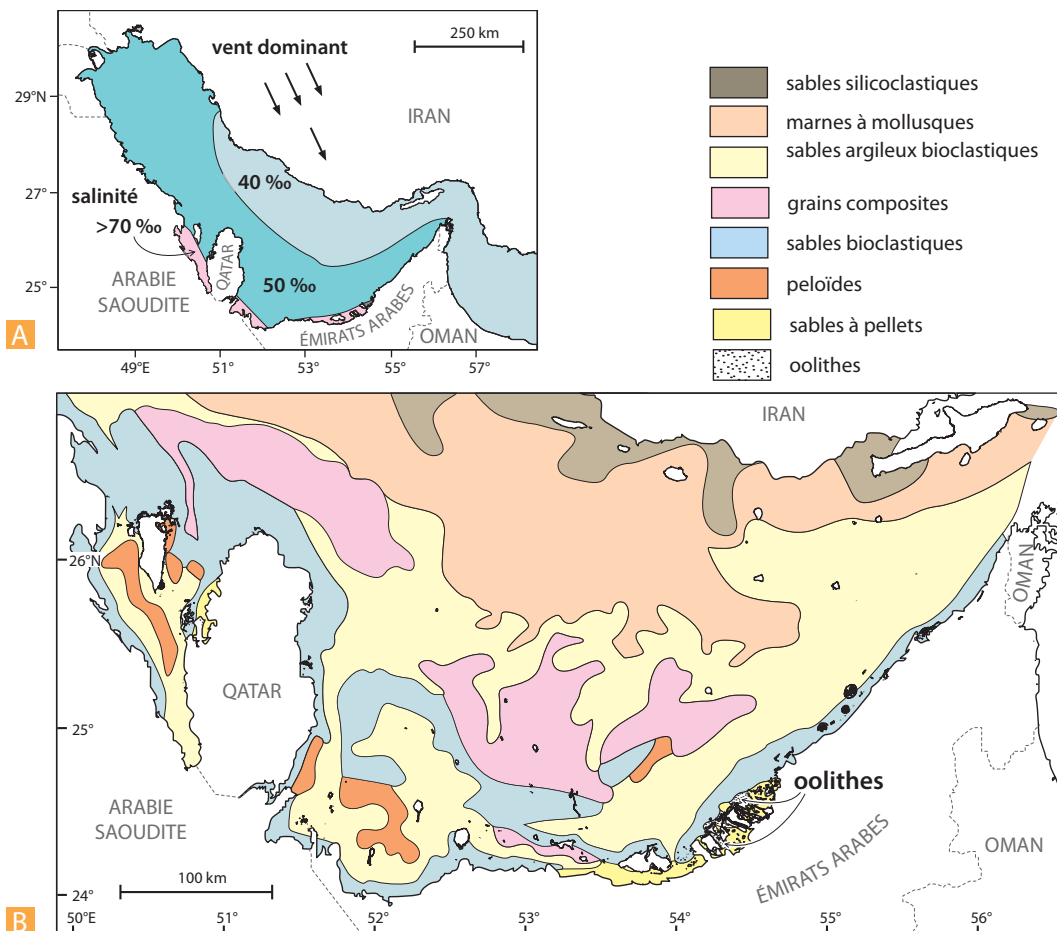 vent dominant
250 km
29°N
IRAN
27°
40 ‰
salinité
>70 ‰
QATAR
ARABIE
SAOUDITE
25°
50 ‰
ÉMIRATS ARABES
OMAN
A
49°E
51°
53°
55°
57°
sables silicoclastiques
marnes à mollusques
sables argileux bioclastiques
grains composites
sables bioclastiques
peloïdes
sables à pellets
oolithes
IRAN
26°N
OMAN
QATAR
25°
oolithes
ARABIE
SAOUDITE
ÉMIRATS ARABES
OMAN
100 km
24°
B
50°E
51°
52°
53°
54°
55°
56°